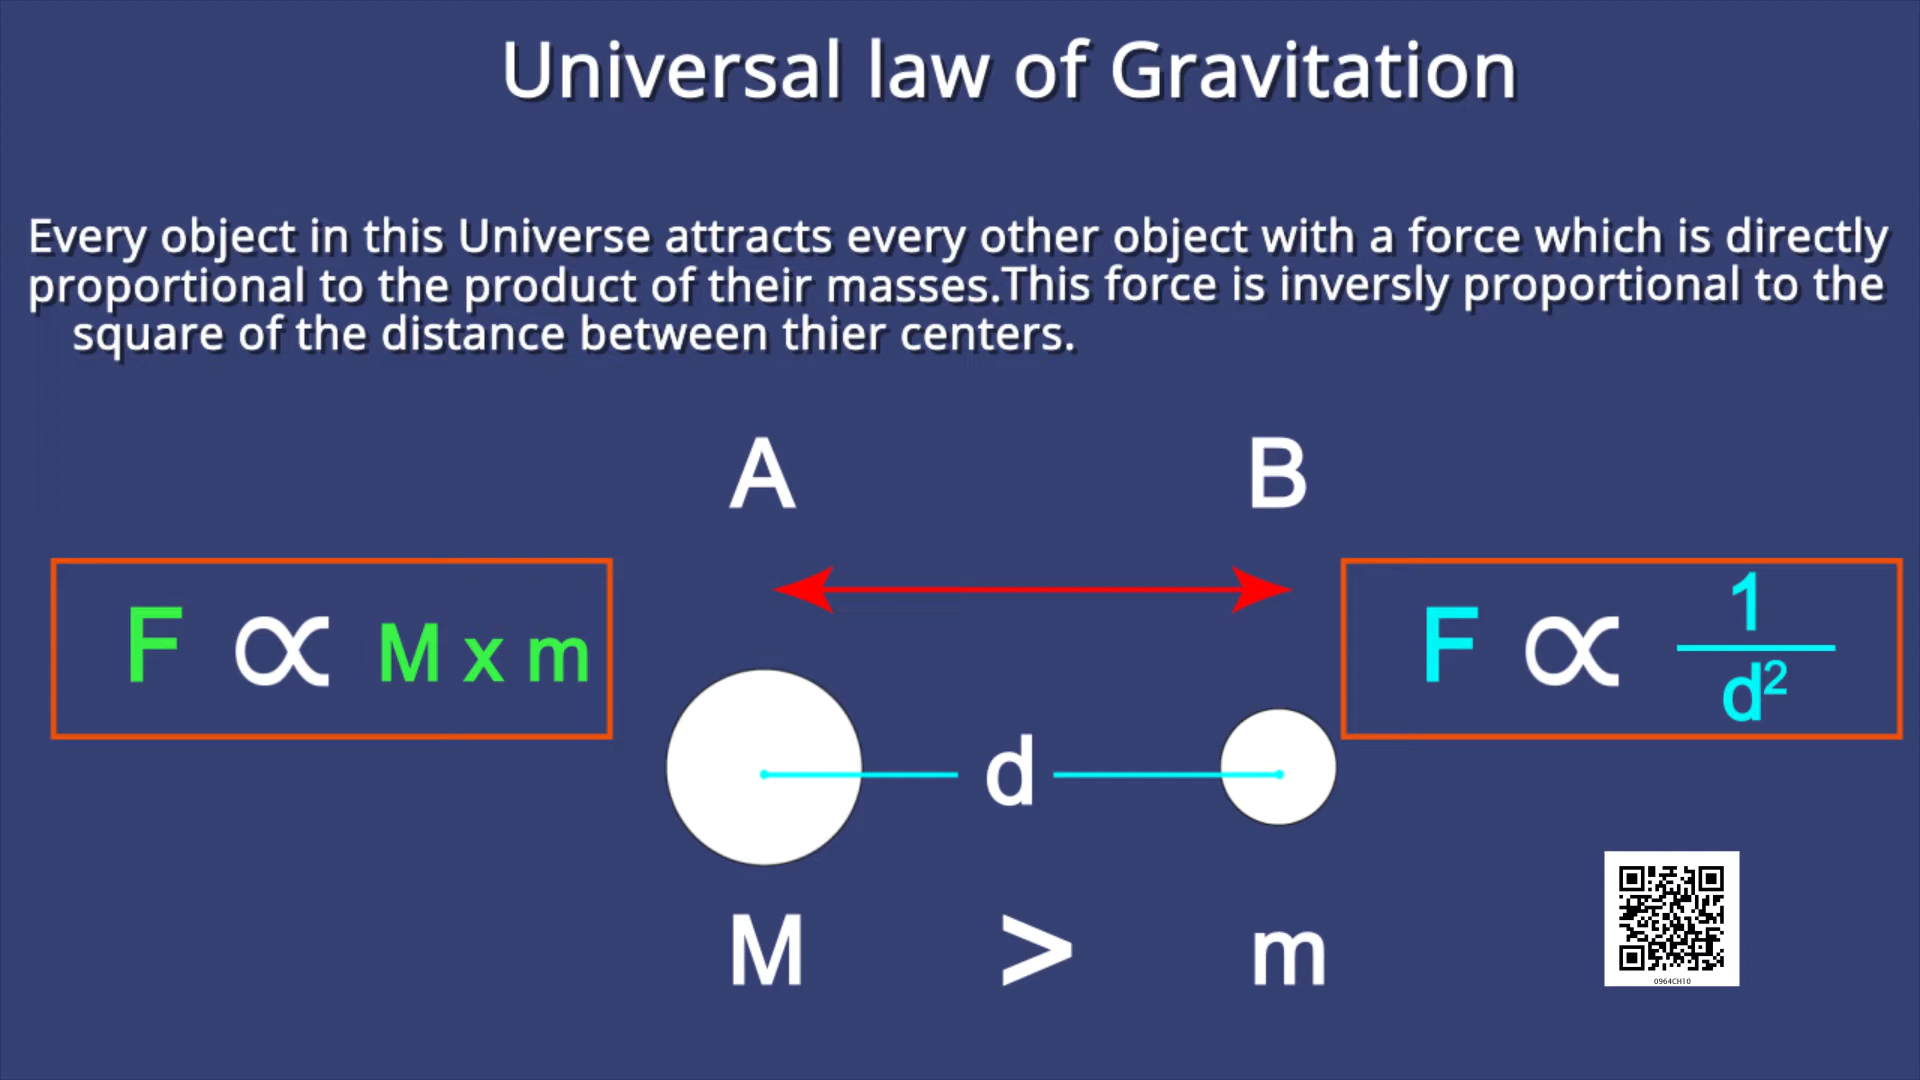 Universal law of Gravitation
Every object in this Universe attracts every other object with a force which is directly
proportional to the product of their masses.This force is inversly proportional to the
square of the distance between thier centers.
A B
F ∝ M x m
F ∝ 1/d²
d
M > m
0964CH10